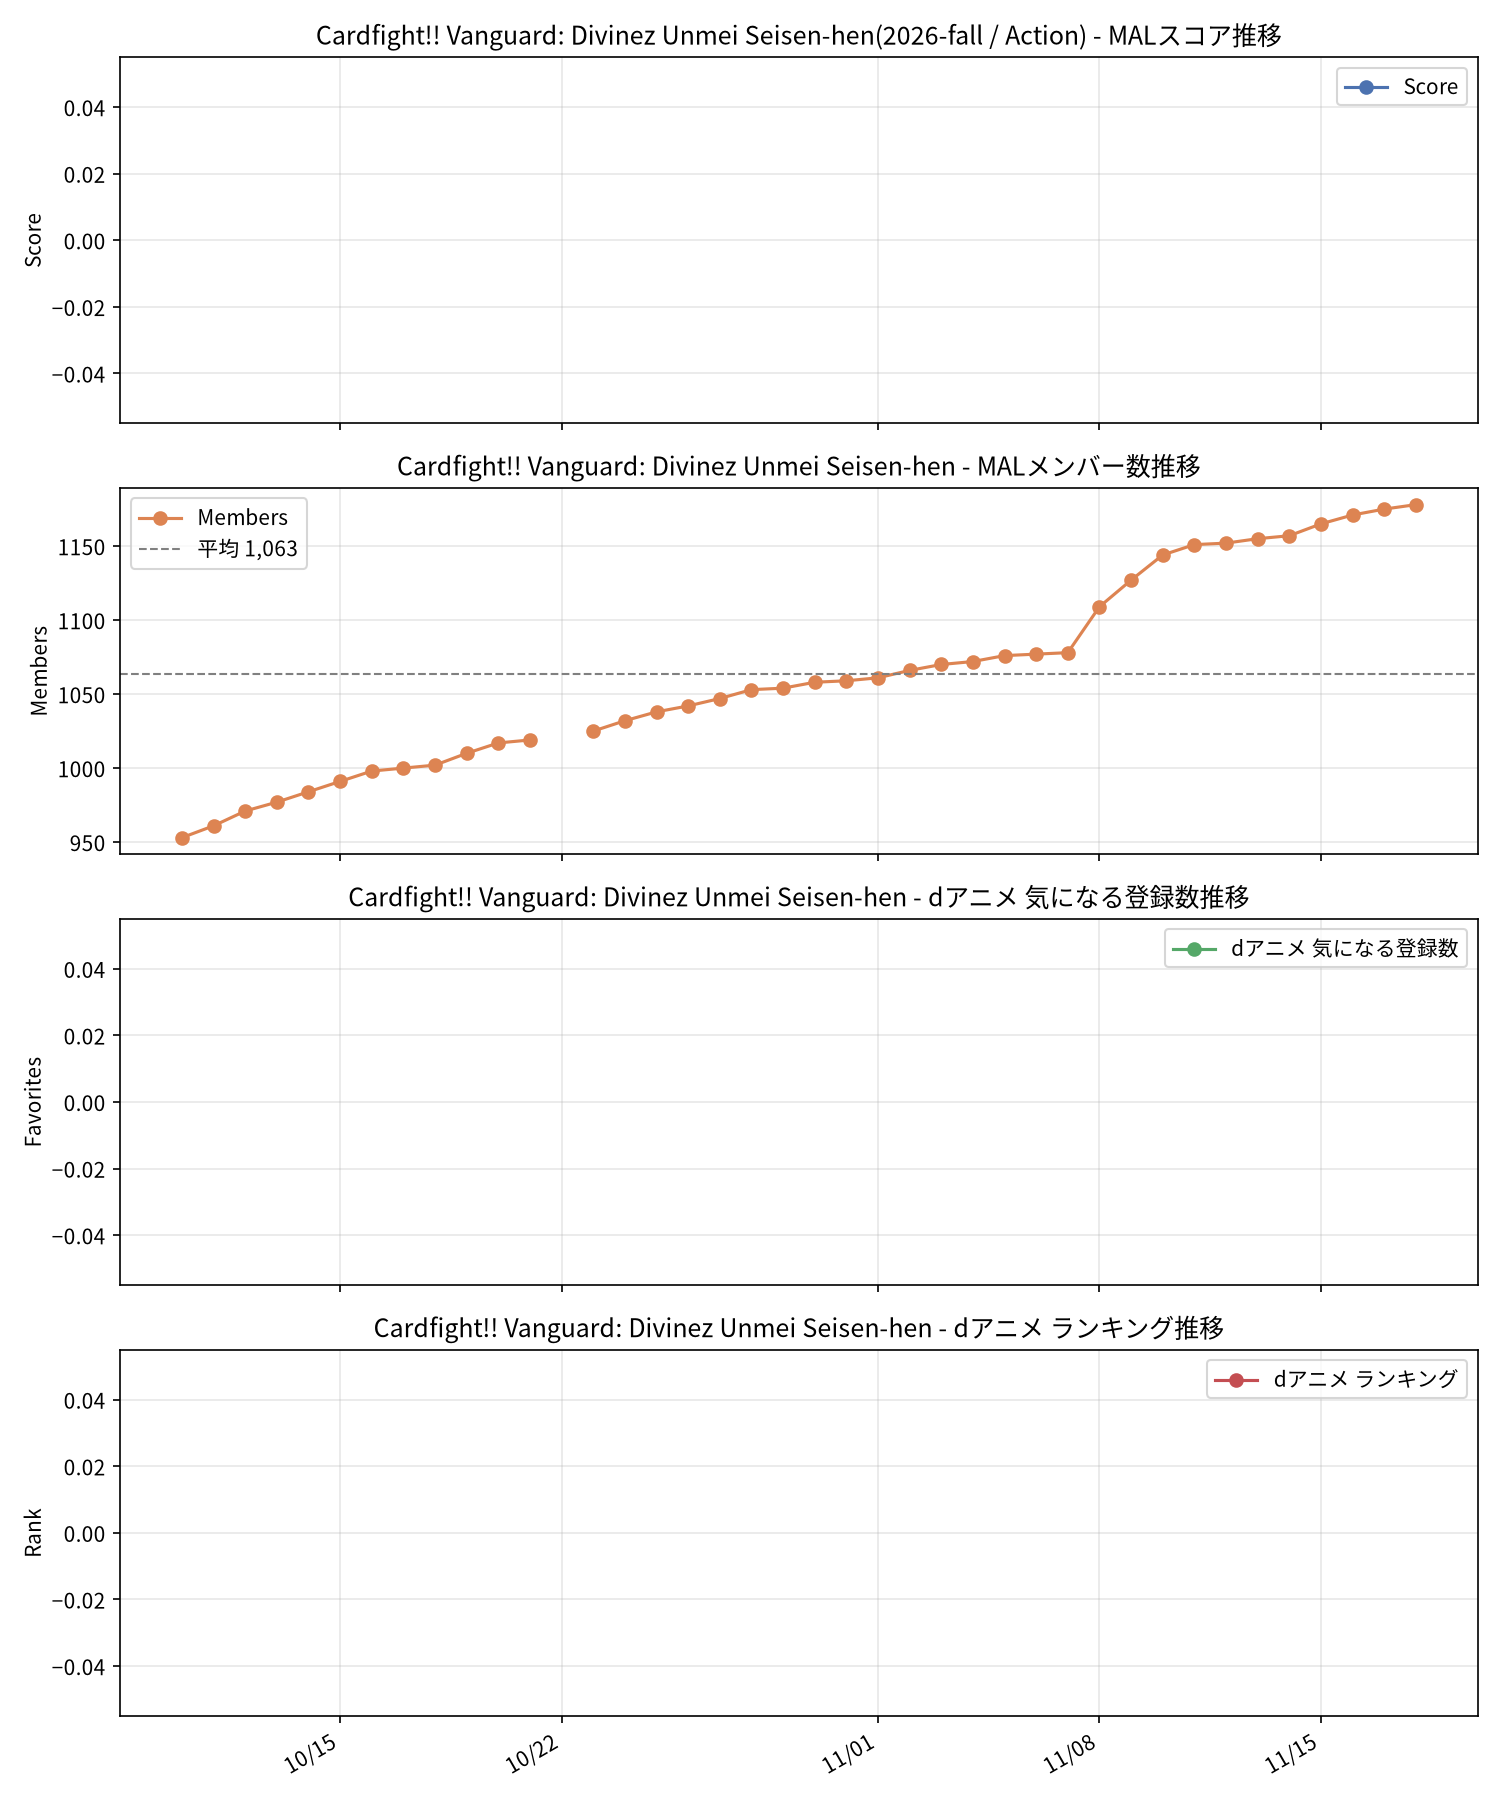 Cardfight!! Vanguard: Divinez Unmei Seisen-hen(2026-fall / Action) - MALスコア推移
Score
0.04
0.02
0.00
−0.02
−0.04
Score
Cardfight!! Vanguard: Divinez Unmei Seisen-hen - MALメンバー数推移
Members
平均 1,063
1150
1100
1050
1000
950
Members
Cardfight!! Vanguard: Divinez Unmei Seisen-hen - dアニメ 気になる登録数推移
dアニメ 気になる登録数
0.04
0.02
0.00
−0.02
−0.04
Favorites
Cardfight!! Vanguard: Divinez Unmei Seisen-hen - dアニメ ランキング推移
dアニメ ランキング
0.04
0.02
0.00
−0.02
−0.04
Rank
10/15
10/22
11/01
11/08
11/15